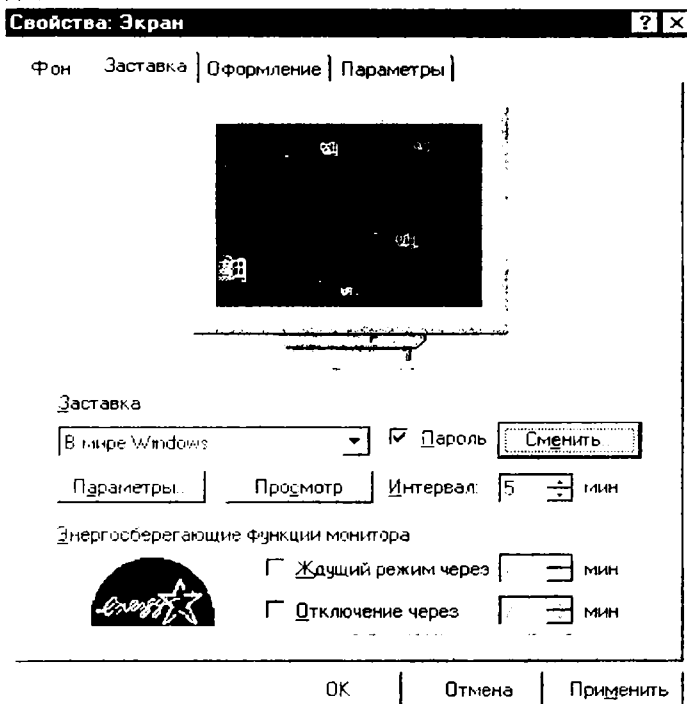 Свойства: Экран ? ×
Фон Заставка Оформление Параметры
Заставка
В мире Windows Пароль Сменить...
Параметры... Просмотр Интервал: 5 мин
Энергосберегающие функции монитора
energy Ждущий режим через мин
Отключение через мин
OK Отмена Применить